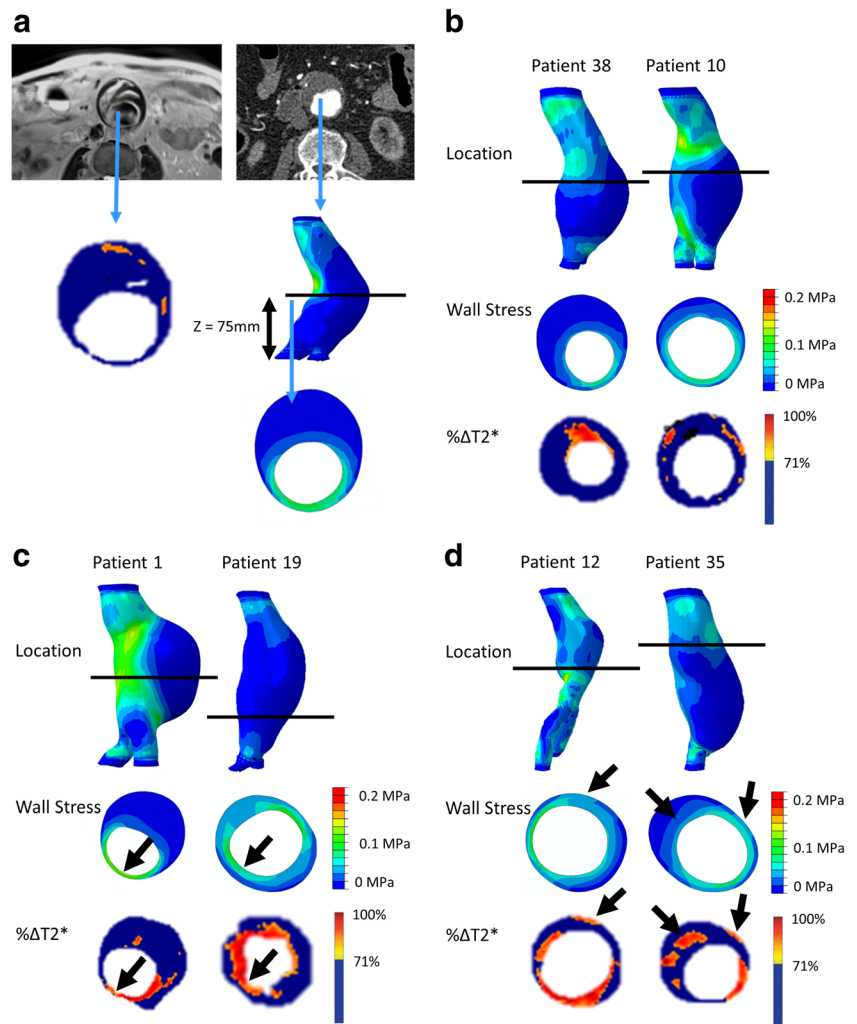 a
Z = 75mm
b
Patient 38 Patient 10
Location
Wall Stress
0.2 MPa
0.1 MPa
0 MPa
%ΔT2*
100%
71%
c
Patient 1 Patient 19
Location
Wall Stress
0.2 MPa
0.1 MPa
0 MPa
%ΔT2*
100%
71%
d
Patient 12 Patient 35
Location
Wall Stress
0.2 MPa
0.1 MPa
0 MPa
%ΔT2*
100%
71%